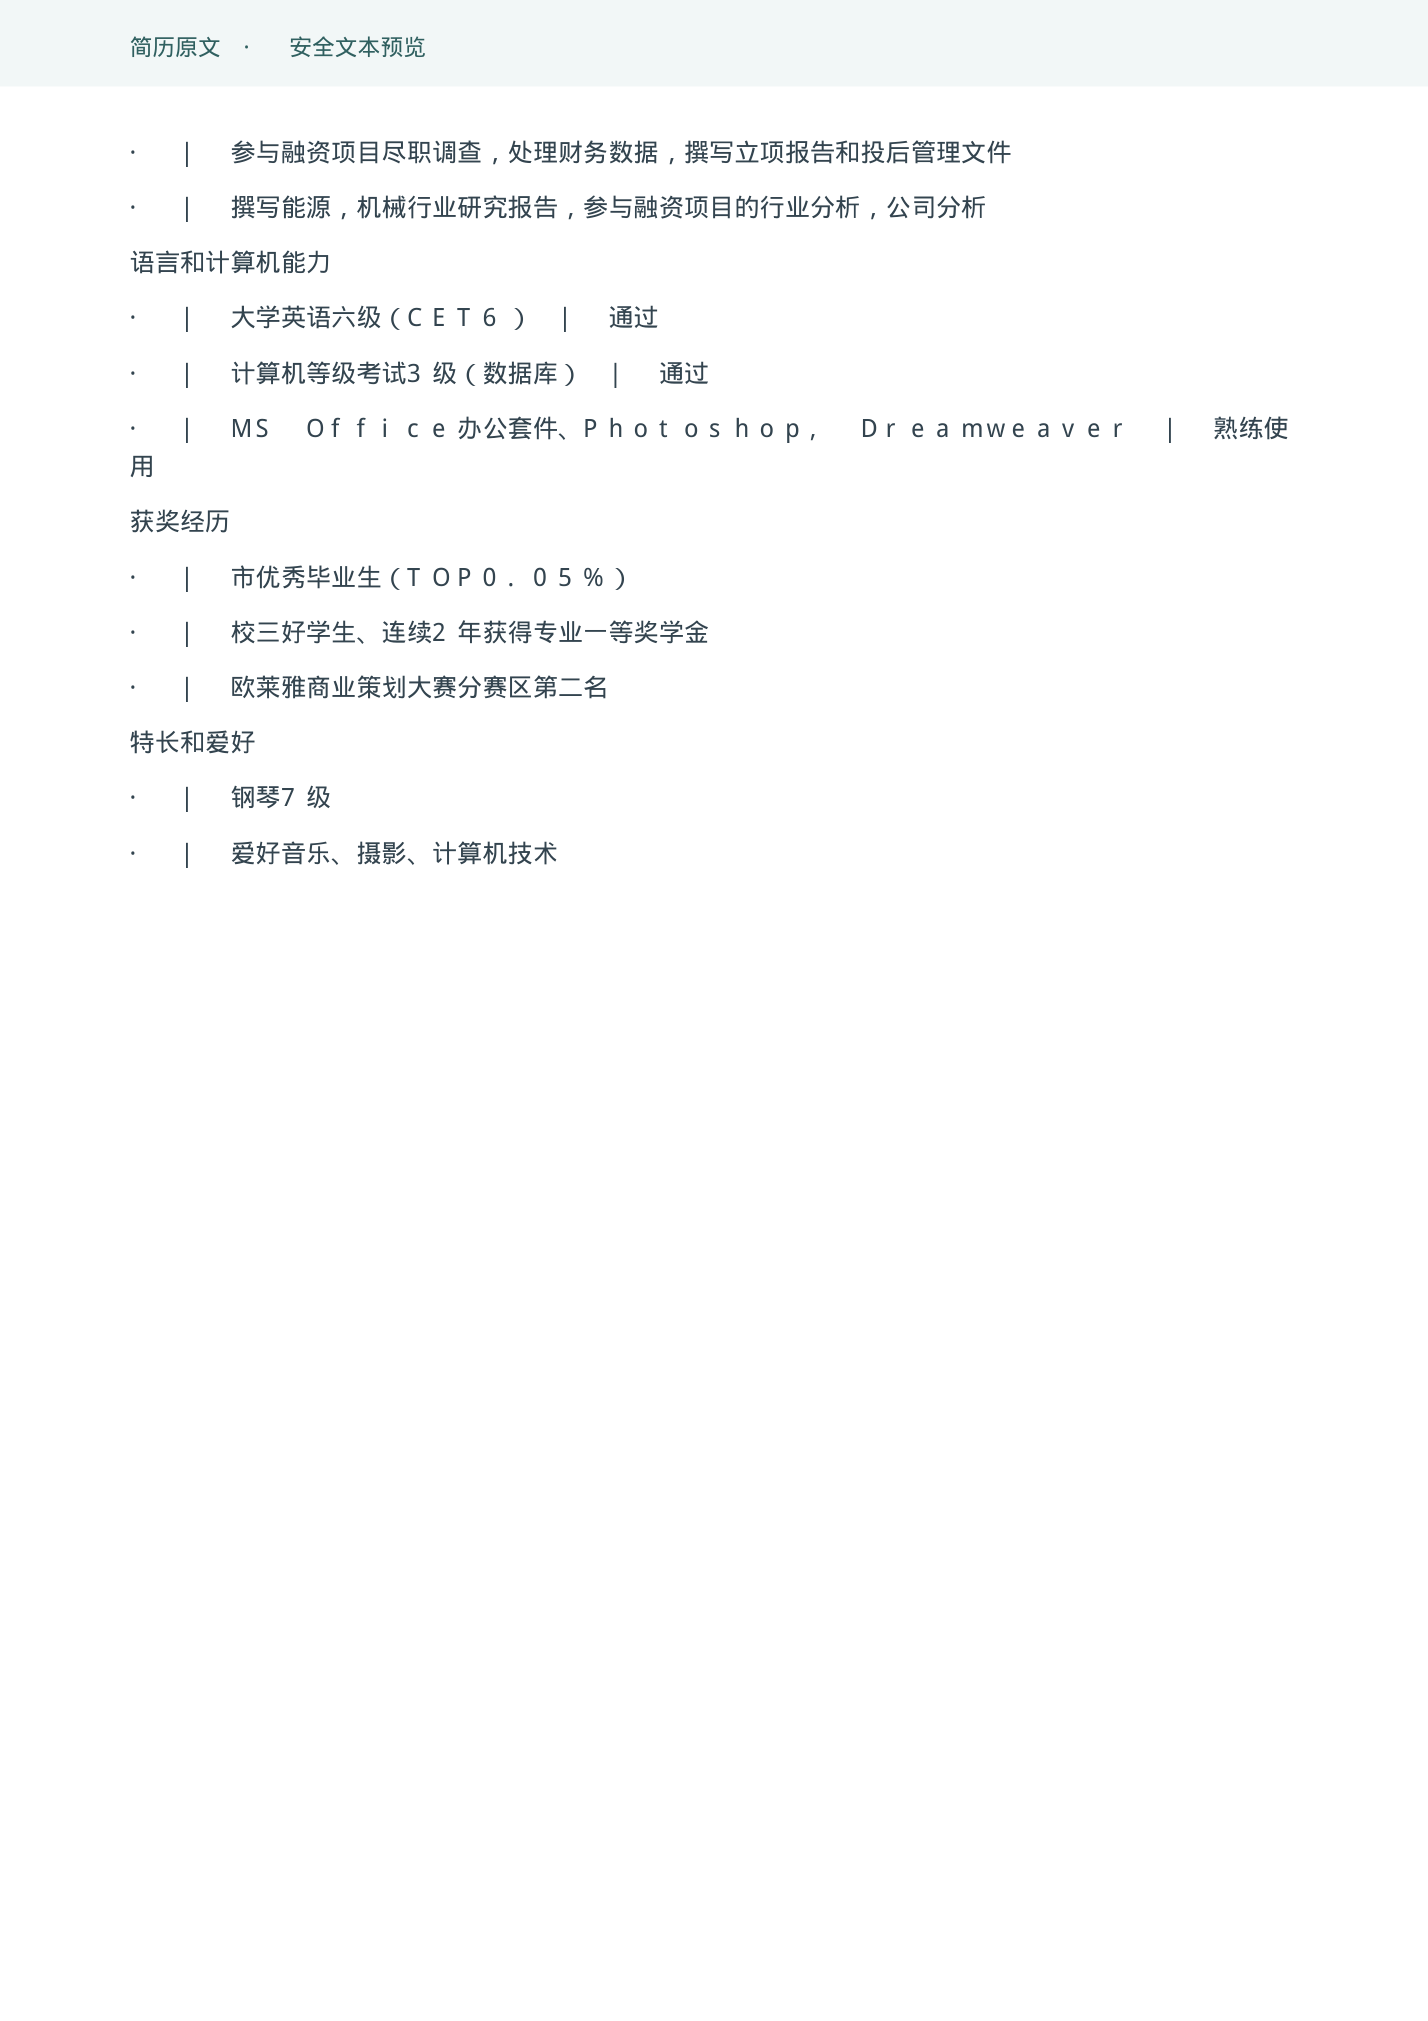 简历原文 · 安全文本预览
· | 参与融资项目尽职调查，处理财务数据，撰写立项报告和投后管理文件
· | 撰写能源，机械行业研究报告，参与融资项目的行业分析，公司分析
语言和计算机能力
· | 大学英语六级（CET6） | 通过
· | 计算机等级考试3 级（数据库） | 通过
· | MS Office办公套件、Photoshop, Dreamweaver | 熟练使
用
获奖经历
· | 市优秀毕业生（TOP0.05%）
· | 校三好学生、连续2 年获得专业一等奖学金
· | 欧莱雅商业策划大赛分赛区第二名
特长和爱好
· | 钢琴7 级
· | 爱好音乐、摄影、计算机技术